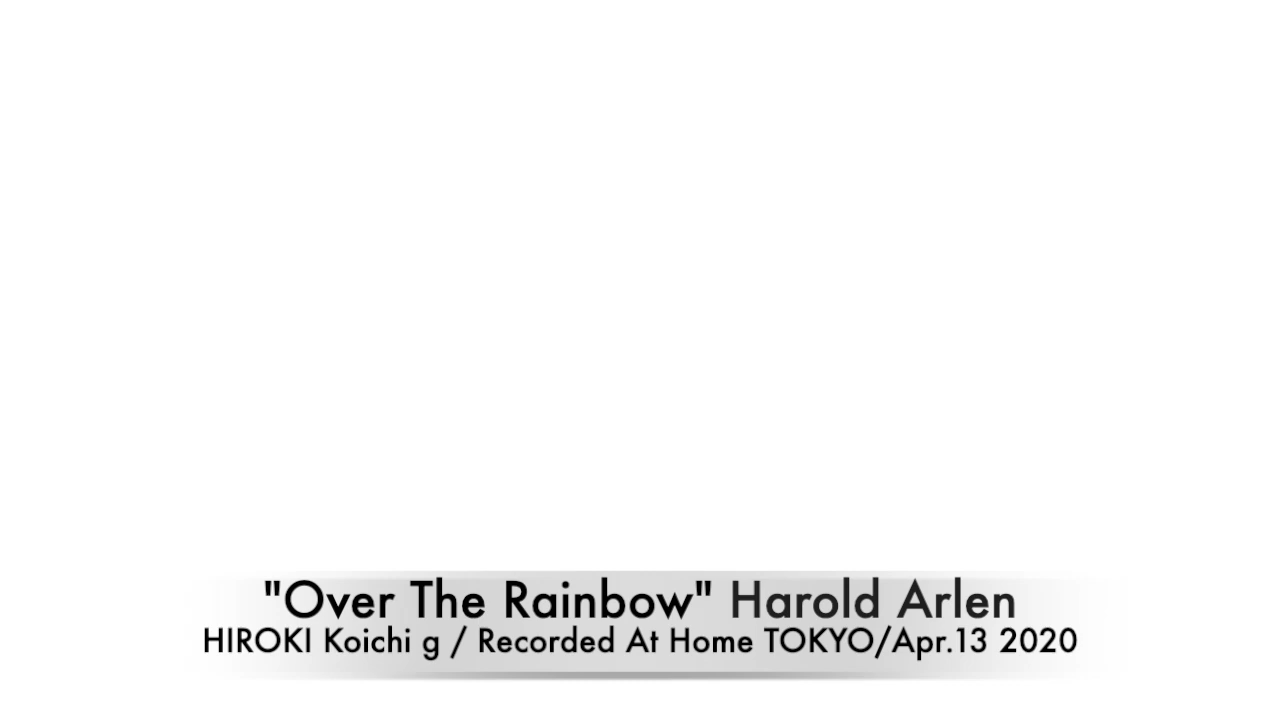 "Over The Rainbow" Harold Arlen
HIROKI Koichi g / Recorded At Home TOKYO/Apr.13 2020